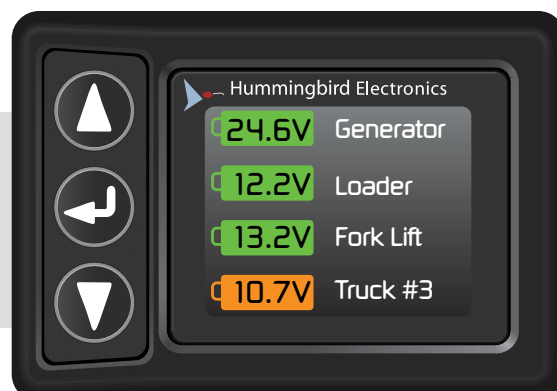 Hummingbird Electronics
24.6V Generator
12.2V Loader
13.2V Fork Lift
10.7V Truck #3